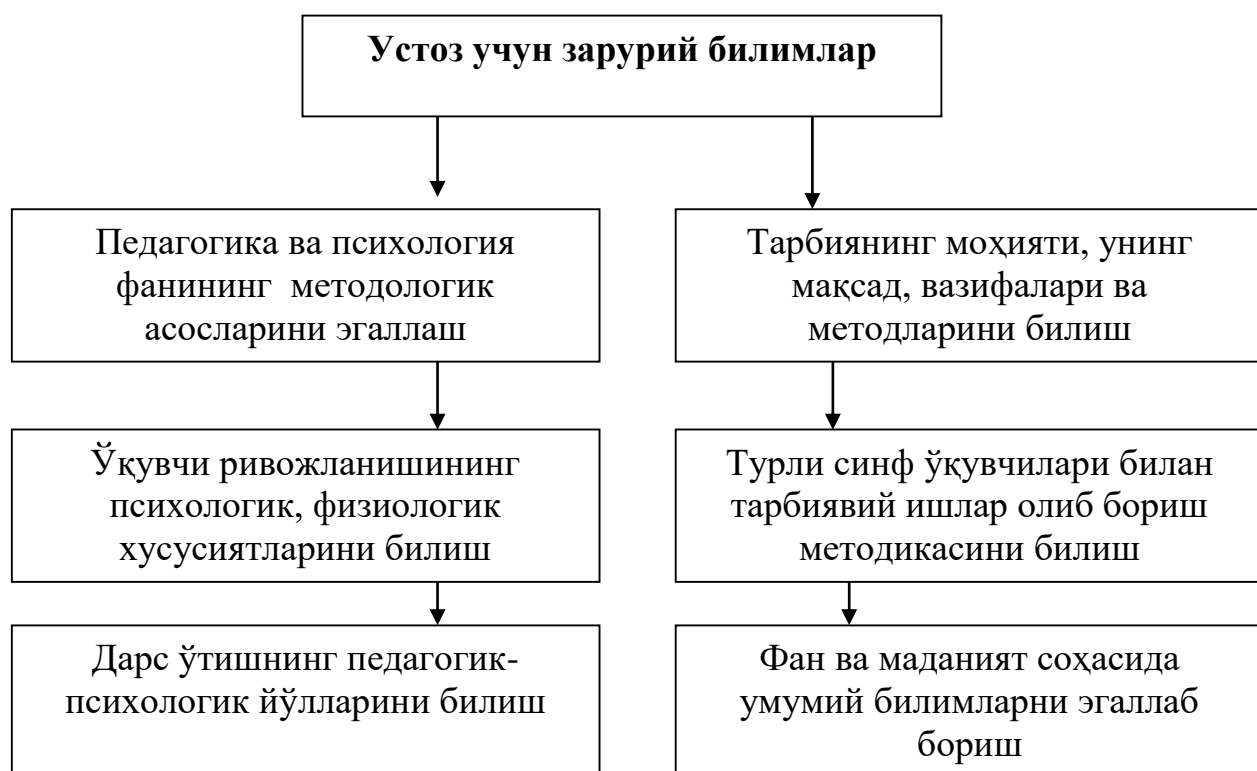 Устоз учун зарурий билимлар
Педагогика ва психология
фанининг методологик
асосларини эгаллаш
Тарбиянинг моҳияти, унинг
мақсад, вазифалари ва
методларини билиш
Ўқувчи ривожланишининг
психологик, физиологик
хусусиятларини билиш
Турли синф ўқувчилари билан
тарбиявий ишлар олиб бориш
методикасини билиш
Дарс ўтишнинг педагогик-
психологик йўлларини билиш
Фан ва маданият соҳасида
умумий билимларни эгаллаб
бориш